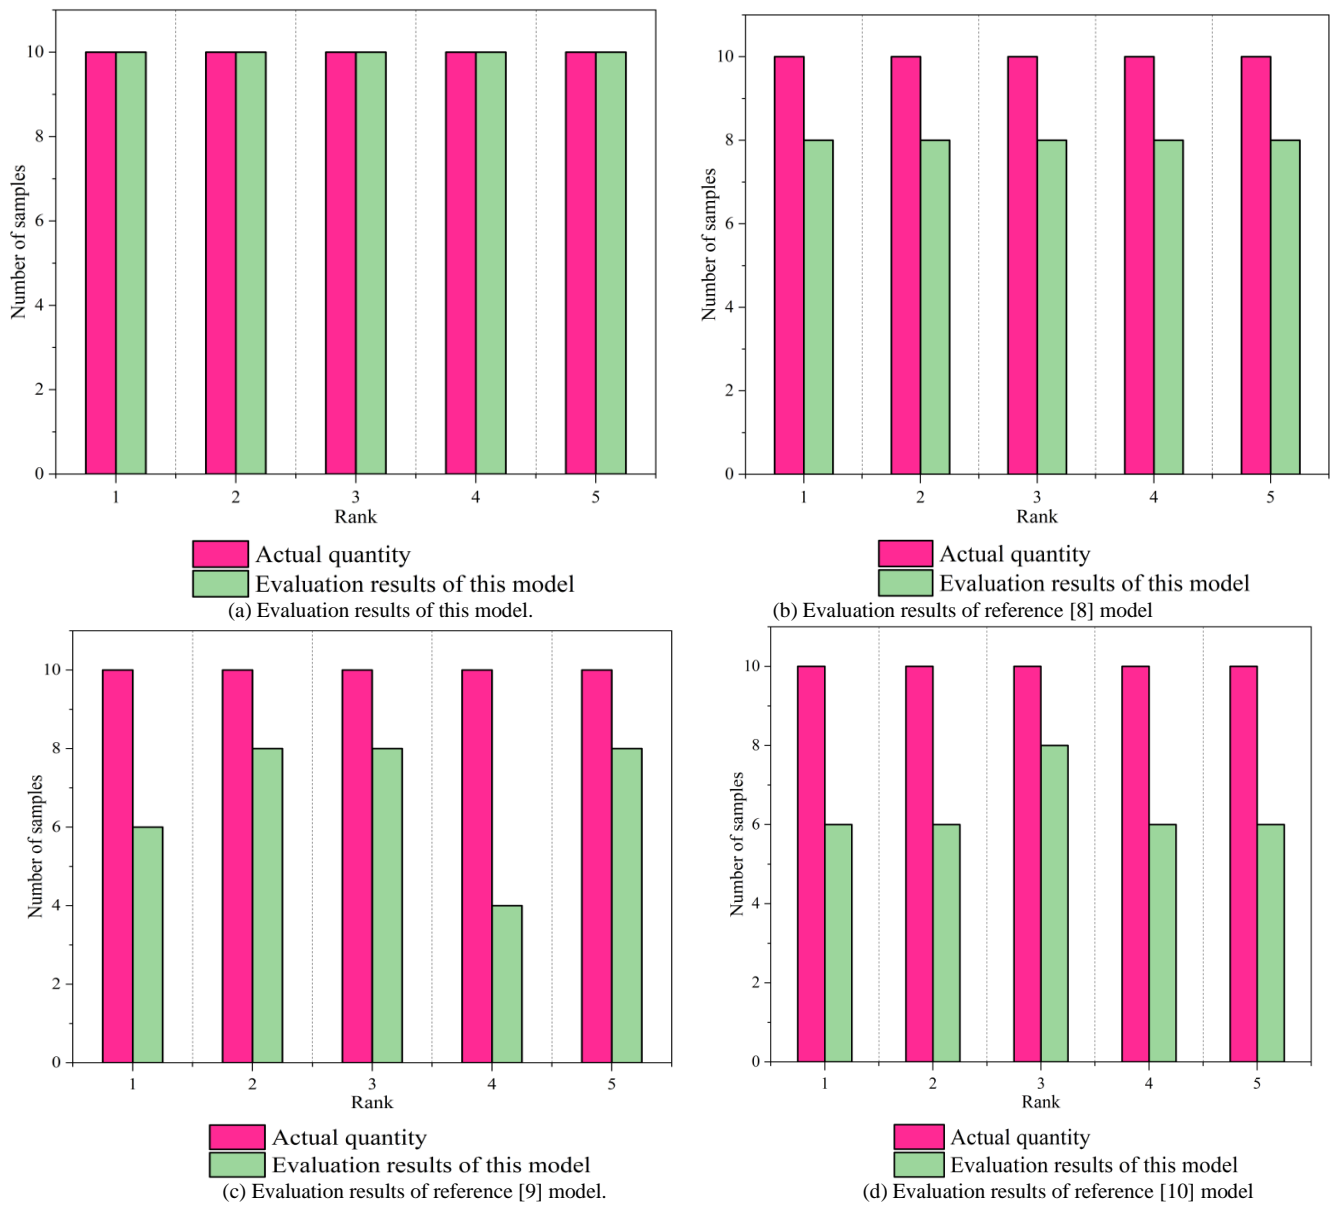 10
8
6
4
2
0
Number of samples
1 2 3 4 5
Rank
Actual quantity
Evaluation results of this model
(a) Evaluation results of this model.
10
8
6
4
2
0
Number of samples
1 2 3 4 5
Rank
Actual quantity
Evaluation results of this model
(b) Evaluation results of reference [8] model
10
8
6
4
2
0
Number of samples
1 2 3 4 5
Rank
Actual quantity
Evaluation results of this model
(c) Evaluation results of reference [9] model.
10
8
6
4
2
0
Number of samples
1 2 3 4 5
Rank
Actual quantity
Evaluation results of this model
(d) Evaluation results of reference [10] model